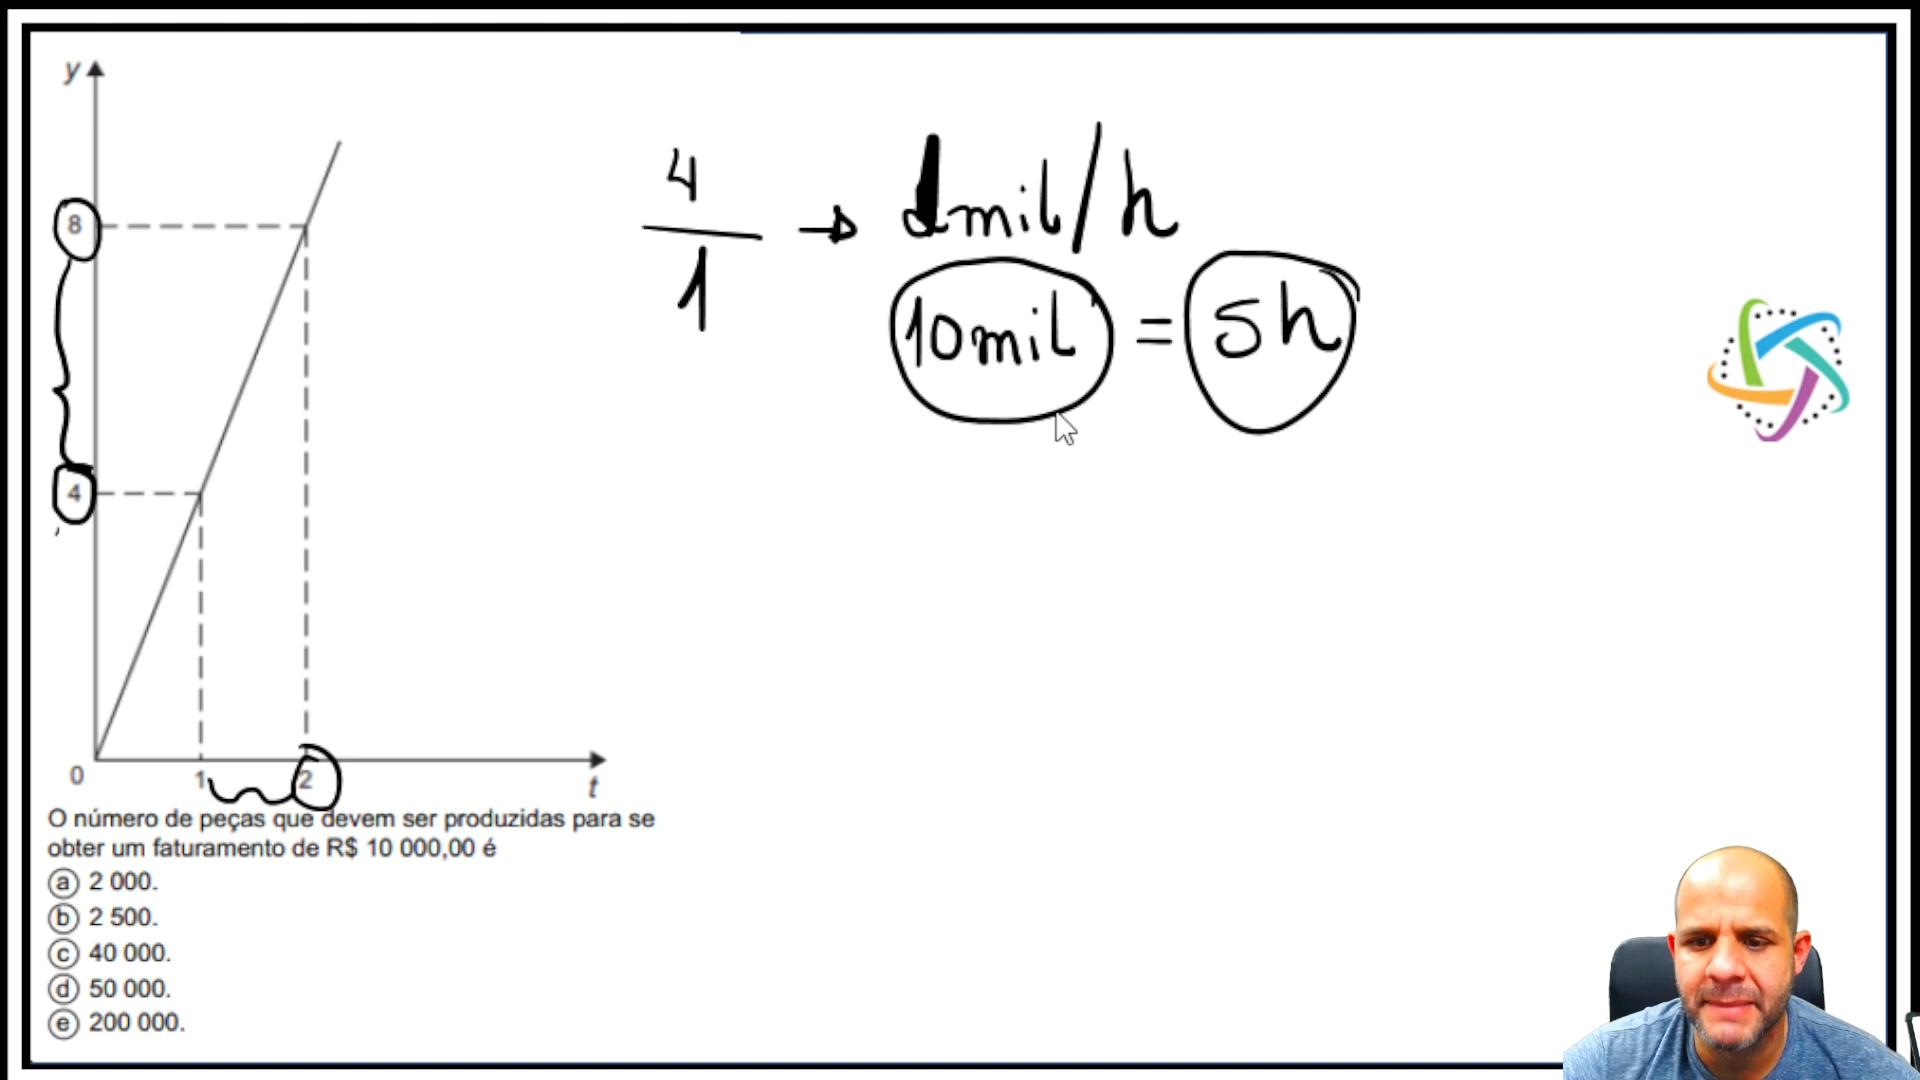 y
8
4
0
1
2
t
4
1
mil/h
10mil = 5h
O número de peças que devem ser produzidas para se
obter um faturamento de R$ 10 000,00 é
a 2 000.
b 2 500.
c 40 000.
d 50 000.
e 200 000.